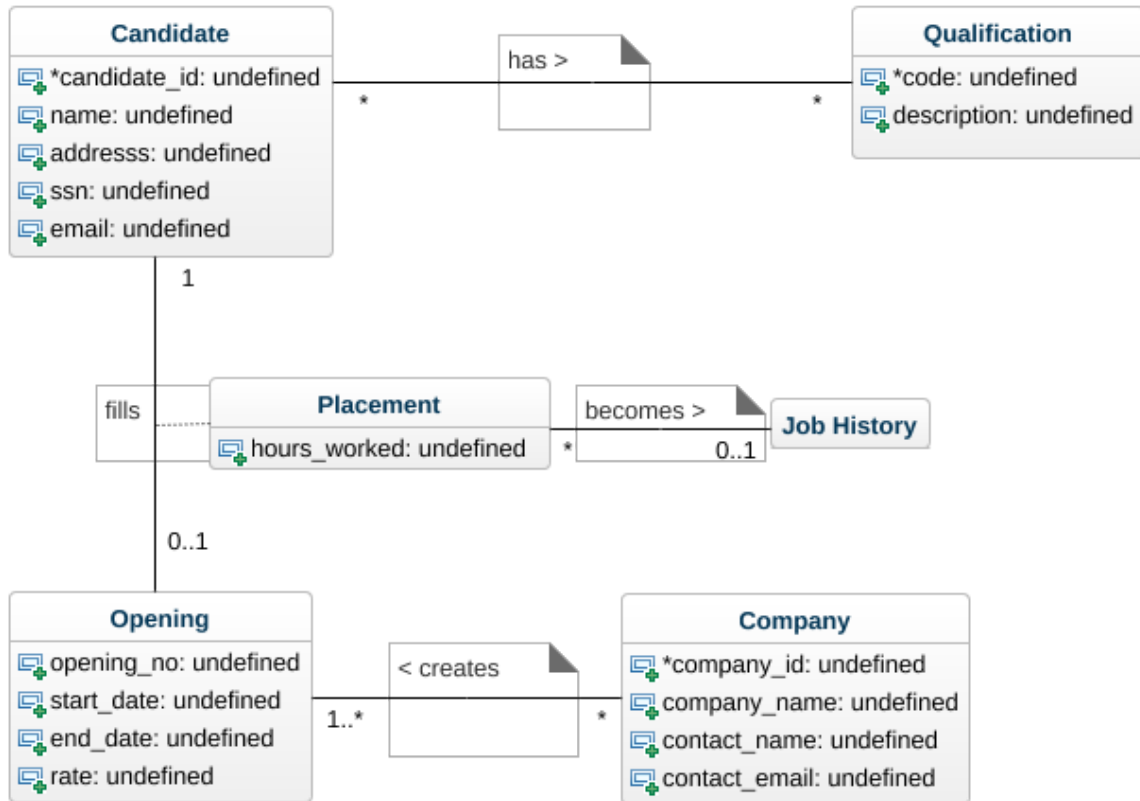 Candidate
*candidate_id: undefined
name: undefined
addresss: undefined
ssn: undefined
email: undefined
has >
*
*
Qualification
*code: undefined
description: undefined
1
fills
Placement
hours_worked: undefined
becomes >
*
0..1
Job History
0..1
Opening
opening_no: undefined
start_date: undefined
end_date: undefined
rate: undefined
< creates
1..*
*
Company
*company_id: undefined
company_name: undefined
contact_name: undefined
contact_email: undefined